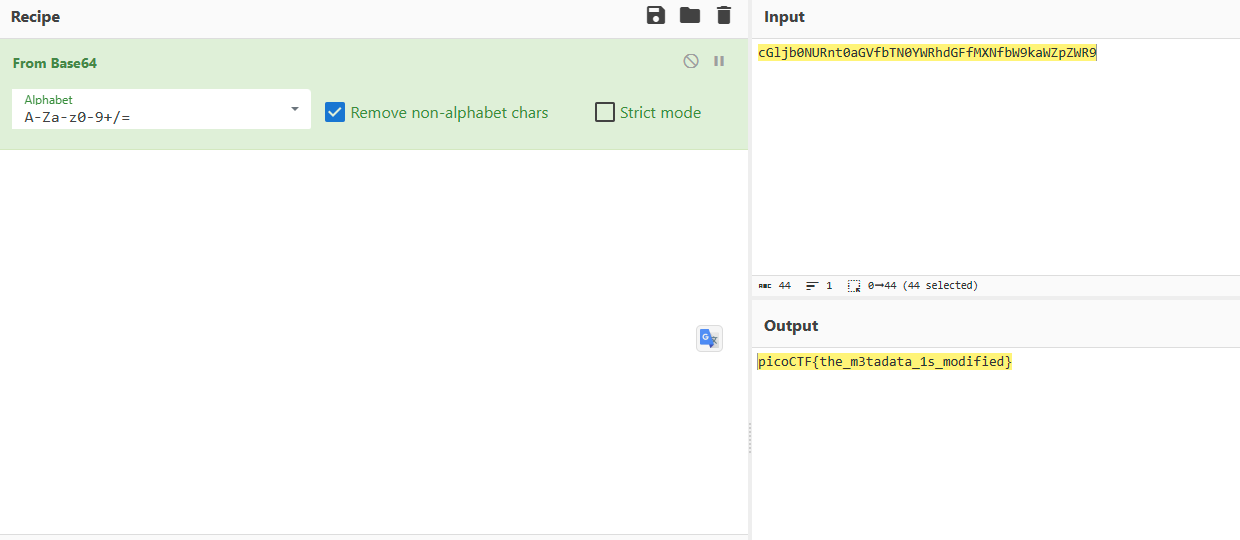 Recipe
From Base64
Alphabet
A-Za-z0-9+/=
Remove non-alphabet chars
Strict mode
Input
cGljb0NURnt0aGVfbTN0YWRhdGFfMXNfbW9kaWZpZWR9
ABC 44 1 0→44 (44 selected)
Output
picoCTF{the_m3tadata_1s_modified}